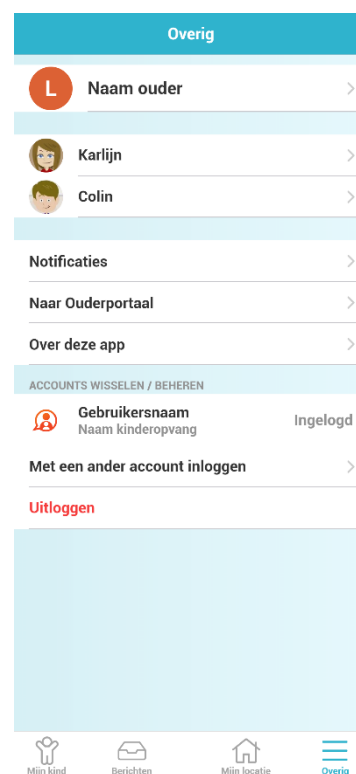 Overig
L
Naam ouder
Karlijn
Colin
Notificaties
Naar Ouderportaal
Over deze app
ACCOUNTS WISSELEN / BEHEREN
Gebruikersnaam
Naam kinderopvang
Ingelogd
Met een ander account inloggen
Uitloggen
Mijn kind
Berichten
Mijn locatie
Overig